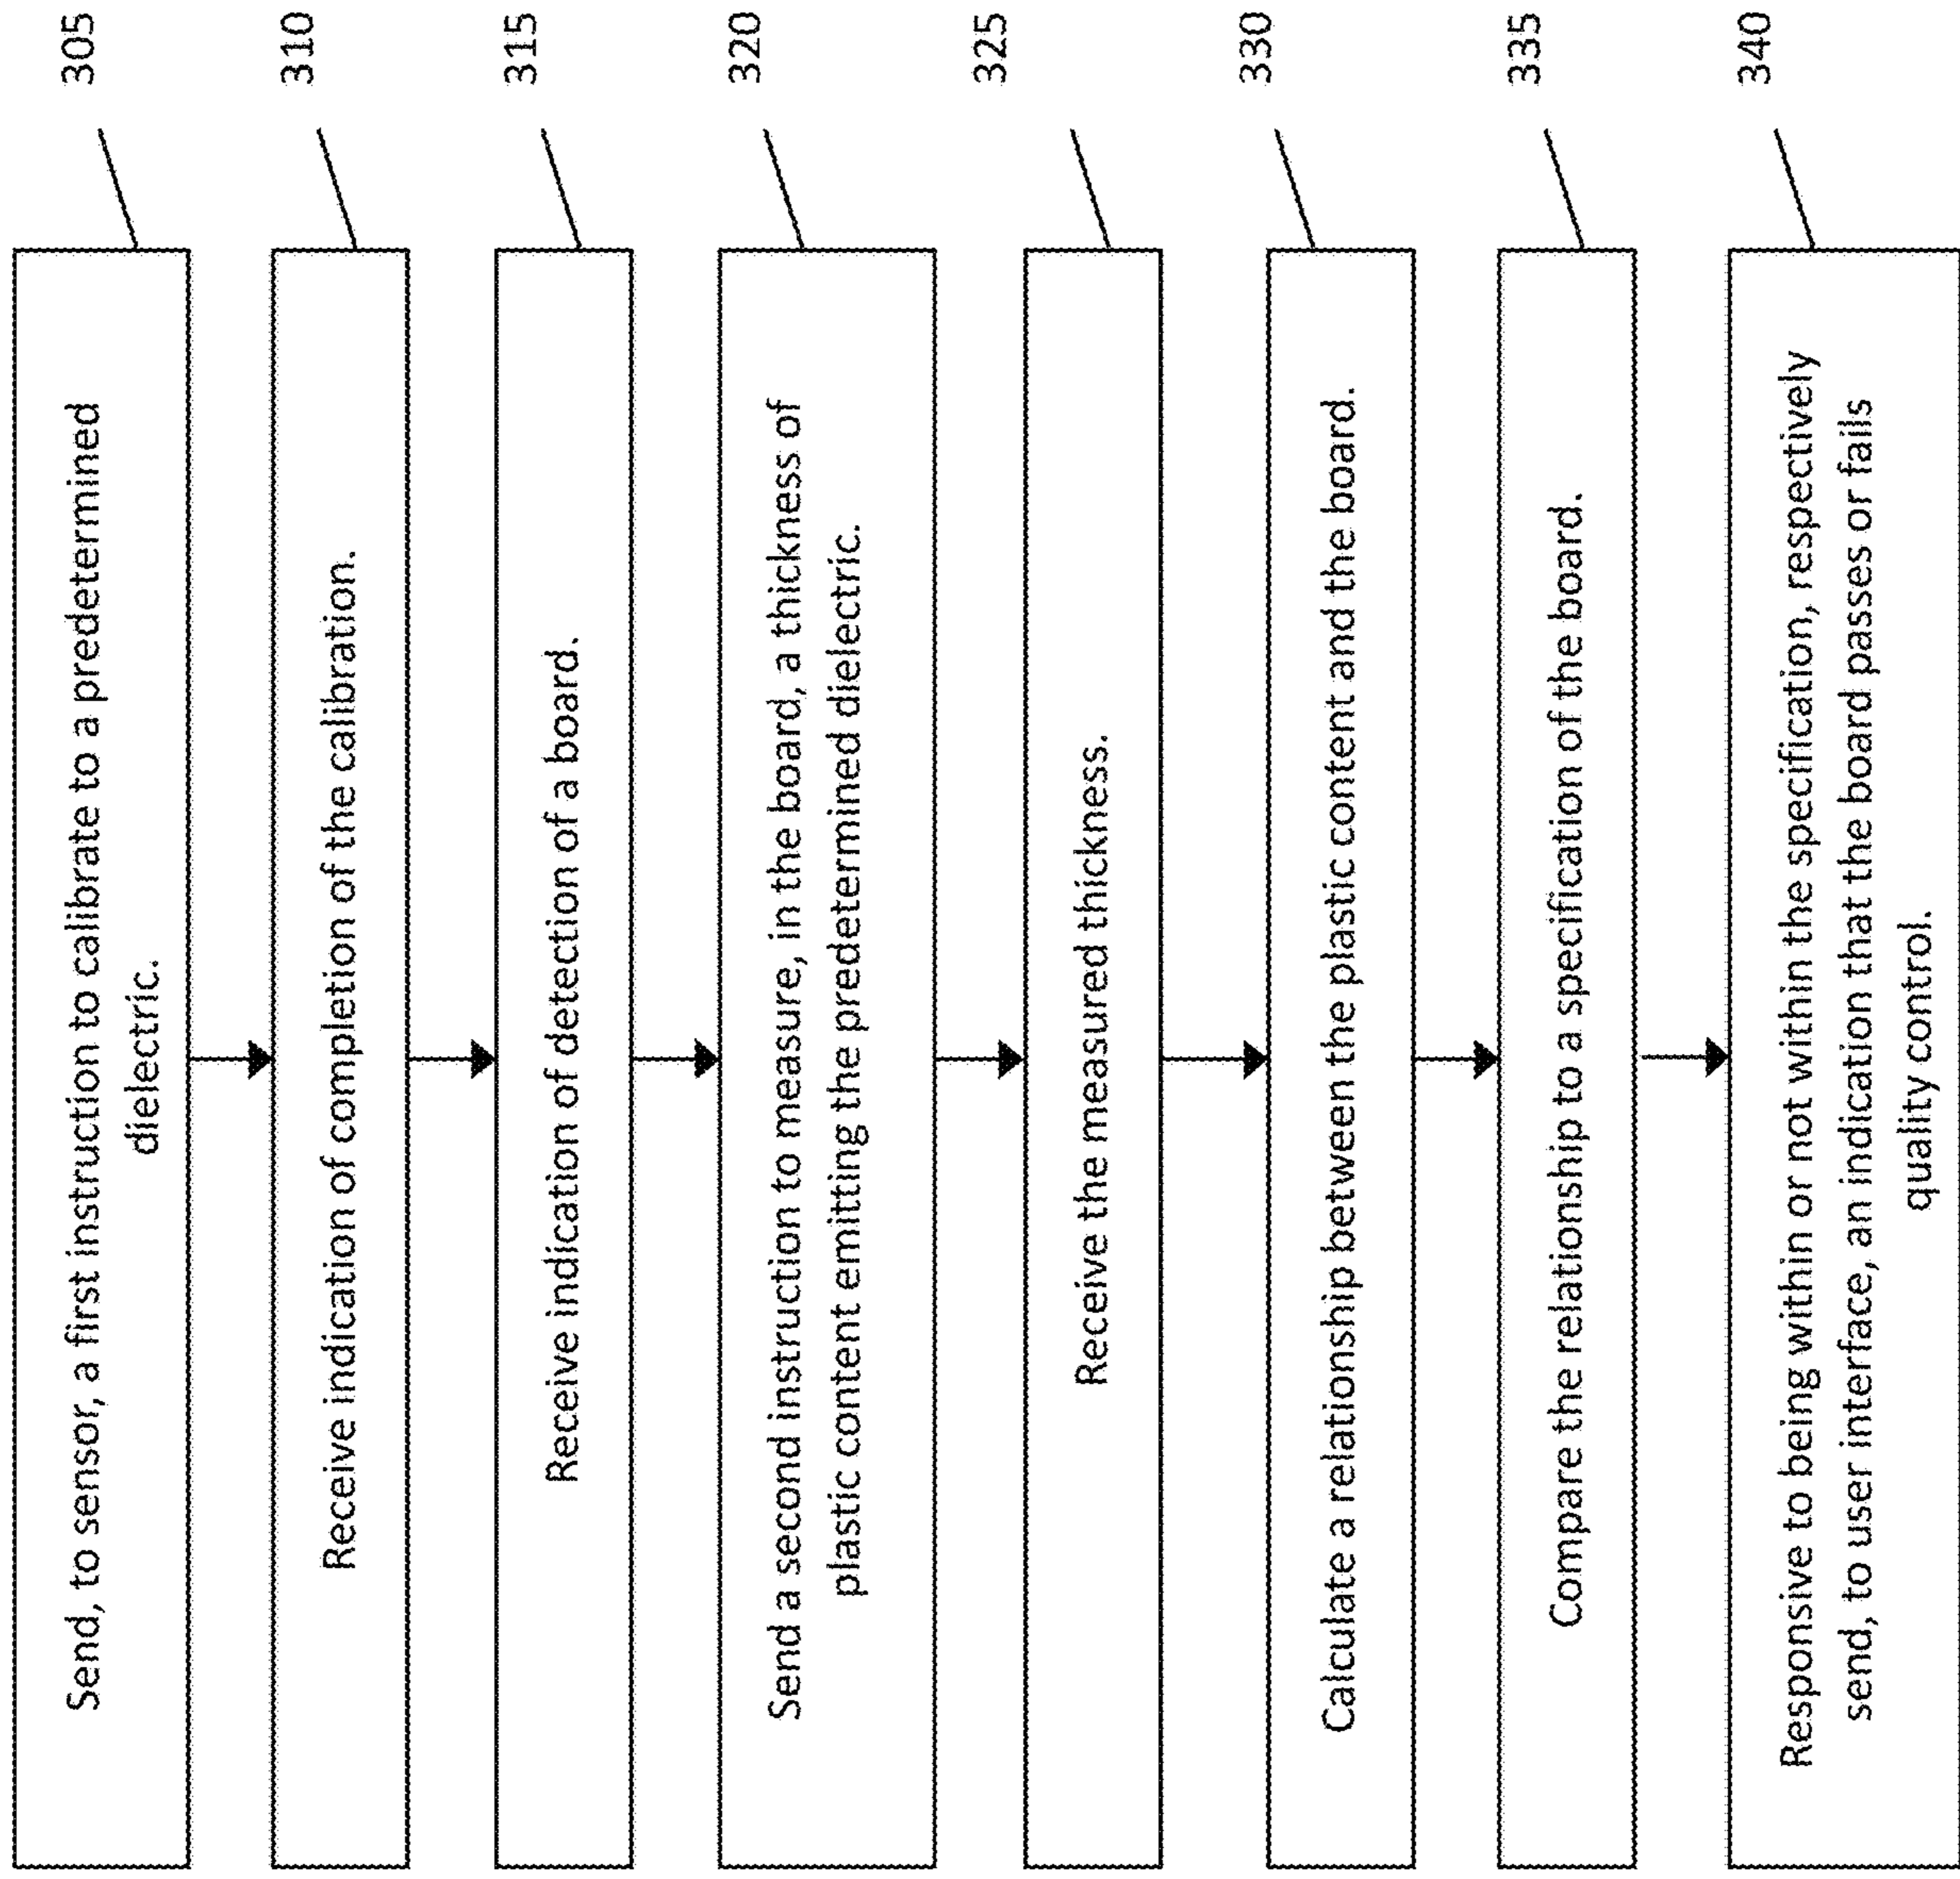 Send, to sensor, a first instruction to calibrate to a predetermined
dielectric.
305
Receive indication of completion of the calibration.
310
Receive indication of detection of a board.
315
Send a second instruction to measure, in the board, a thickness of
plastic content emitting the predetermined dielectric.
320
Receive the measured thickness.
325
Calculate a relationship between the plastic content and the board.
330
Compare the relationship to a specification of the board.
335
Responsive to being within or not within the specification, respectively
send, to user interface, an indication that the board passes or fails
quality control.
340